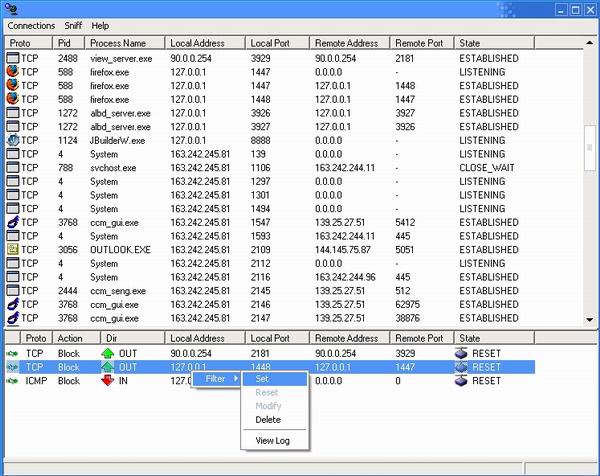 Connections Sniff Help
Proto Pid Process Name Local Address Local Port Remote Address Remote Port State
TCP 2488 view_server.exe 90.0.0.254 3929 90.0.0.254 2181 ESTABLISHED
TCP 588 firefox.exe 127.0.0.1 1447 0.0.0.0 - LISTENING
TCP 588 firefox.exe 127.0.0.1 1447 127.0.0.1 1448 ESTABLISHED
TCP 588 firefox.exe 127.0.0.1 1448 127.0.0.1 1447 ESTABLISHED
TCP 1272 albd_server.exe 127.0.0.1 3926 127.0.0.1 3927 ESTABLISHED
TCP 1272 albd_server.exe 127.0.0.1 3927 127.0.0.1 3926 ESTABLISHED
TCP 1124 JBuilderW.exe 127.0.0.1 8888 0.0.0.0 - LISTENING
TCP 4 System 163.242.245.81 139 0.0.0.0 - LISTENING
TCP 788 svchost.exe 163.242.245.81 1106 163.242.244.11 - CLOSE_WAIT
TCP 4 System 163.242.245.81 1297 0.0.0.0 - LISTENING
TCP 4 System 163.242.245.81 1301 0.0.0.0 - LISTENING
TCP 4 System 163.242.245.81 1494 0.0.0.0 - LISTENING
TCP 3768 ccm_gui.exe 163.242.245.81 1547 139.25.27.51 5412 ESTABLISHED
TCP 4 System 163.242.245.81 1593 163.242.244.11 445 ESTABLISHED
TCP 3056 OUTLOOK.EXE 163.242.245.81 2109 144.145.75.87 5051 ESTABLISHED
TCP 4 System 163.242.245.81 2112 0.0.0.0 - LISTENING
TCP 4 System 163.242.245.81 2116 163.242.244.96 445 ESTABLISHED
TCP 2444 ccm_seng.exe 163.242.245.81 2145 139.25.27.51 512 ESTABLISHED
TCP 3768 ccm_gui.exe 163.242.245.81 2146 139.25.27.51 62975 ESTABLISHED
TCP 3768 ccm_gui.exe 163.242.245.81 2147 139.25.27.51 38876 ESTABLISHED
Proto Action Dir Local Address Local Port Remote Address Remote Port State
TCP Block OUT 90.0.0.254 2181 90.0.0.254 3929 RESET
TCP Block OUT 127.0.0.1 1448 127.0.0.1 1447 RESET
ICMP Block IN 0.0.0.0 0 RESET
Filter
Set
Reset
Modify
Delete
View Log